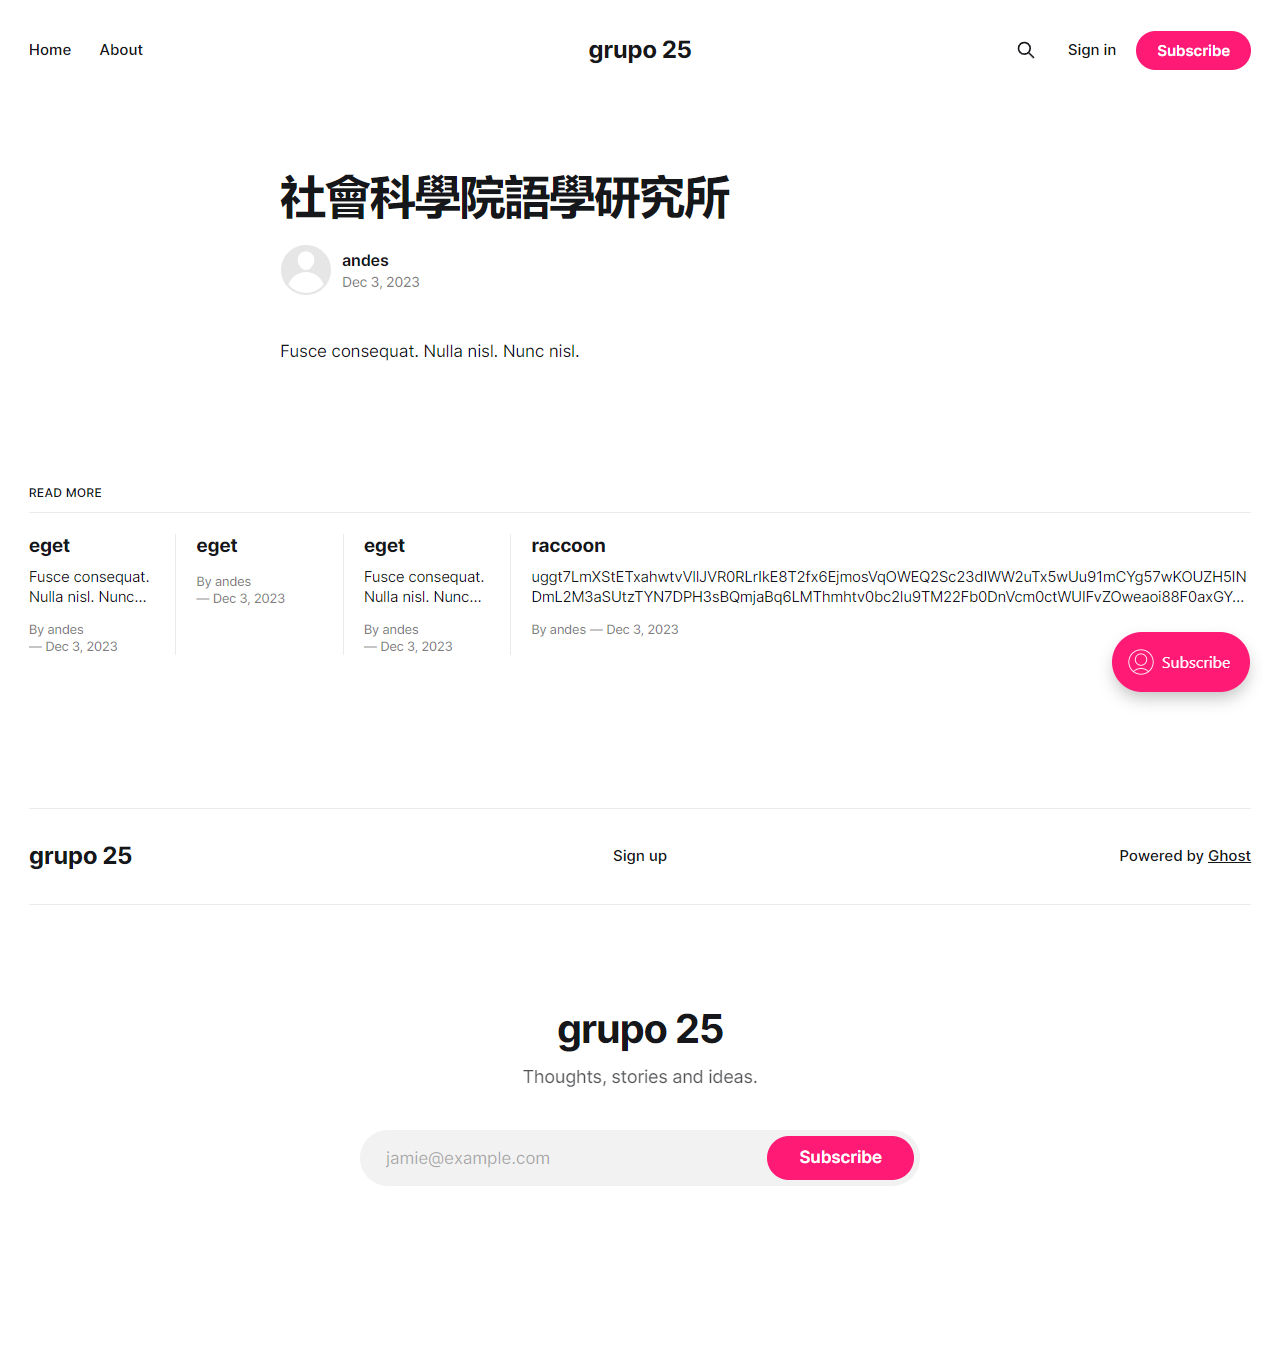 Home About grupo 25 Sign in Subscribe
社會科學院語學研究所
andes
Dec 3, 2023
Fusce consequat. Nulla nisl. Nunc nisl.
READ MORE
eget
Fusce consequat.
Nulla nisl. Nunc…
By andes
— Dec 3, 2023
eget
By andes
— Dec 3, 2023
eget
Fusce consequat.
Nulla nisl. Nunc…
By andes
— Dec 3, 2023
raccoon
By andes — Dec 3, 2023
Subscribe
grupo 25 Sign up Powered by Ghost
grupo 25
Thoughts, stories and ideas.
jamie@example.com Subscribe